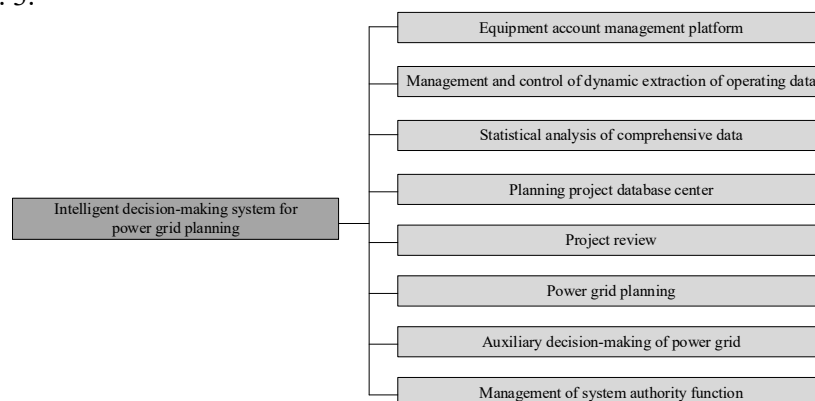 . 5.
Equipment account management platform
Management and control of dynamic extraction of operating data
Statistical analysis of comprehensive data
Planning project database center
Intelligent decision-making system for
power grid planning
Project review
Power grid planning
Auxiliary decision-making of power grid
Management of system authority function